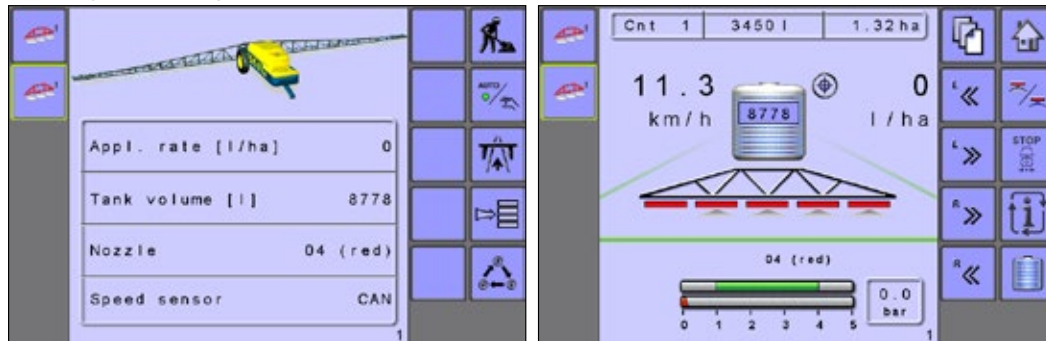 AUTO
Appl. rate [l/ha] 0
Tank volume [l] 8778
Nozzle 04 (red)
Speed sensor CAN
1
Cnt 1 3450 l 1.32 ha
11.3 0
km/h 8778 l/ha
L
L STOP
R
R
04 (red)
0.0
bar
0 1 2 3 4 5
1